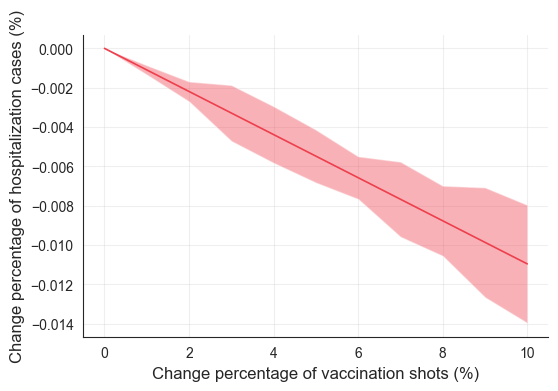 Change percentage of hospitalization cases (%)
0.000
−0.002
−0.004
−0.006
−0.008
−0.010
−0.012
−0.014
0 2 4 6 8 10
Change percentage of vaccination shots (%)